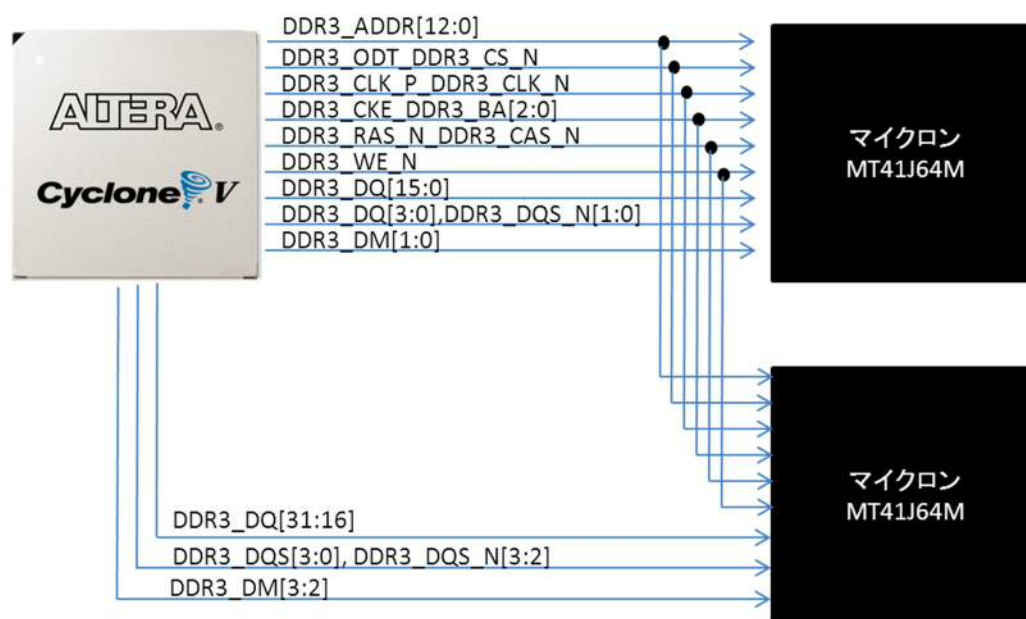 DDR3_ADDR[12:0]
DDR3_ODT_DDR3_CS_N
DDR3_CLK_P_DDR3_CLK_N
DDR3_CKE_DDR3_BA[2:0]
DDR3_RAS_N_DDR3_CAS_N
DDR3_WE_N
DDR3_DQ[15:0]
DDR3_DQ[3:0],DDR3_DQS_N[1:0]
DDR3_DM[1:0]
ALTERA®
Cyclone® V
マイクロン
MT41J64M
マイクロン
MT41J64M
DDR3_DQ[31:16]
DDR3_DQS[3:0], DDR3_DQS_N[3:2]
DDR3_DM[3:2]